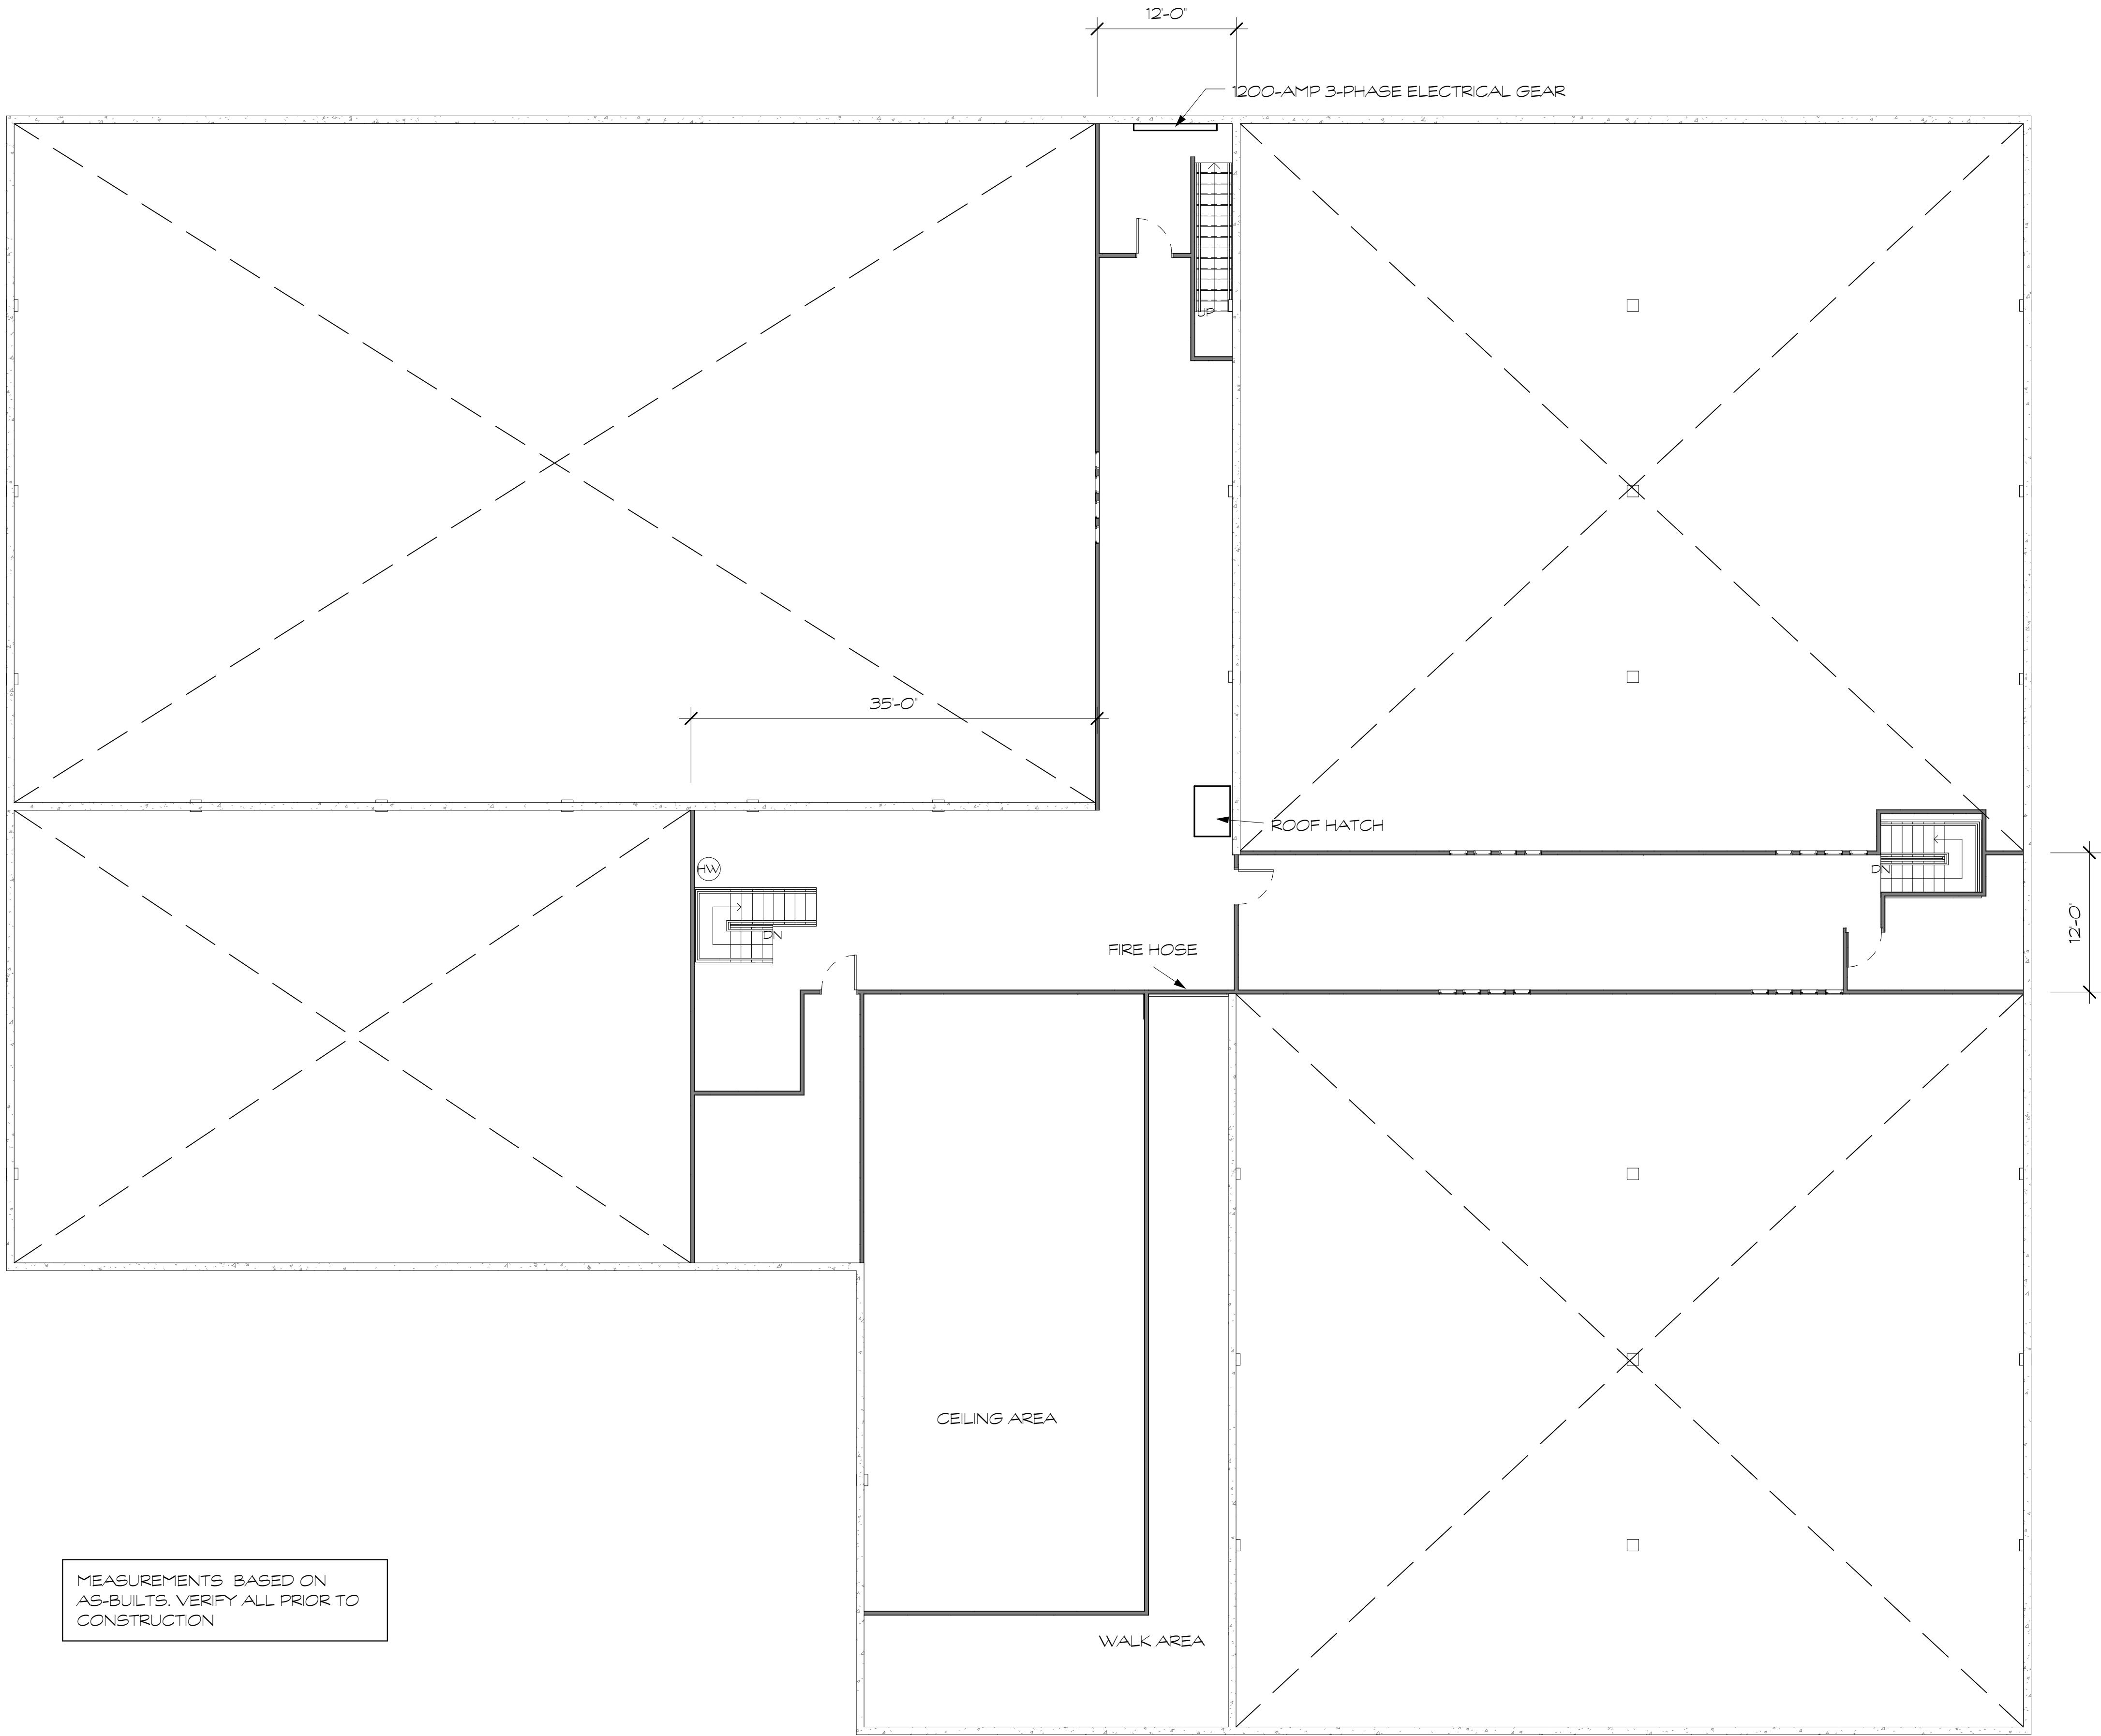 12'-0"
1200-AMP 3-PHASE ELECTRICAL GEAR
UP
35'-0"
ROOF HATCH
HW
DN
DN
12'-0"
FIRE HOSE
CEILING AREA
MEASUREMENTS BASED ON
AS-BUILTS. VERIFY ALL PRIOR TO
CONSTRUCTION
WALK AREA